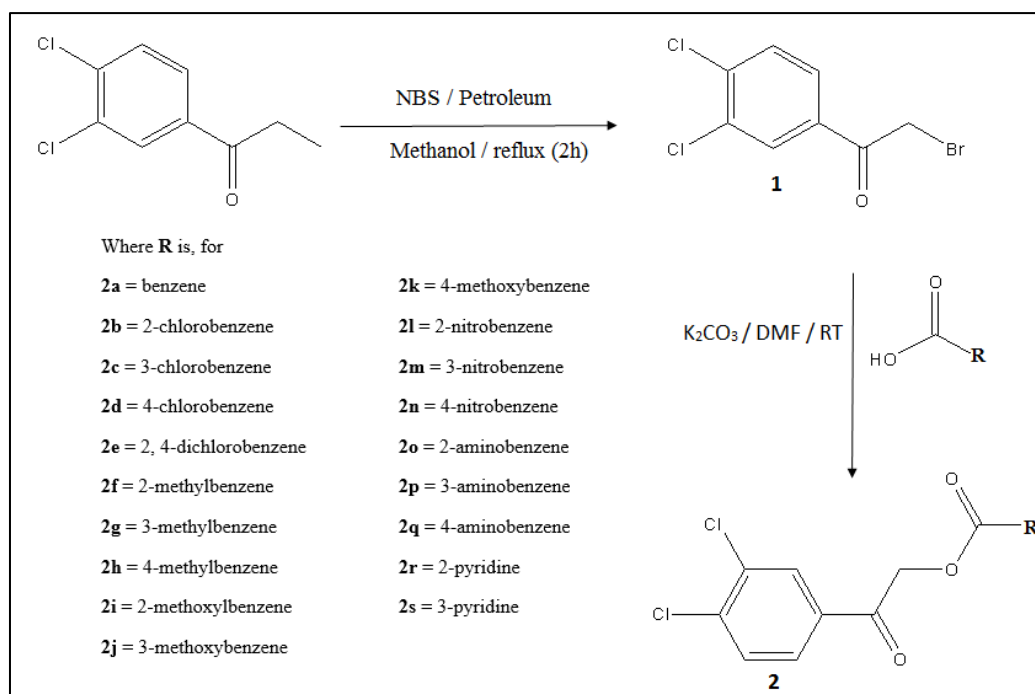 Cl
Cl
O
NBS / Petroleum
Methanol / reflux (2h)
Cl
Cl
O
Br
1
Where R is, for
2a = benzene
2b = 2-chlorobenzene
2c = 3-chlorobenzene
2d = 4-chlorobenzene
2e = 2, 4-dichlorobenzene
2f = 2-methylbenzene
2g = 3-methylbenzene
2h = 4-methylbenzene
2i = 2-methoxylbenzene
2j = 3-methoxybenzene
2k = 4-methoxybenzene
2l = 2-nitrobenzene
2m = 3-nitrobenzene
2n = 4-nitrobenzene
2o = 2-aminobenzene
2p = 3-aminobenzene
2q = 4-aminobenzene
2r = 2-pyridine
2s = 3-pyridine
K₂CO₃ / DMF / RT
O
HO
R
O
R
O
Cl
Cl
O
2